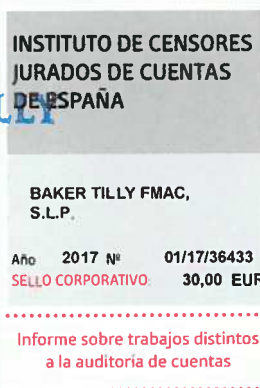 INSTITUTO DE CENSORES
JURADOS DE CUENTAS
DE ESPAÑA
LLY
BAKER TILLY FMAC,
S.L.P.
Año 2017 Nº 01/17/36433
SELLO CORPORATIVO: 30,00 EUR
Informe sobre trabajos distintos
a la auditoría de cuentas